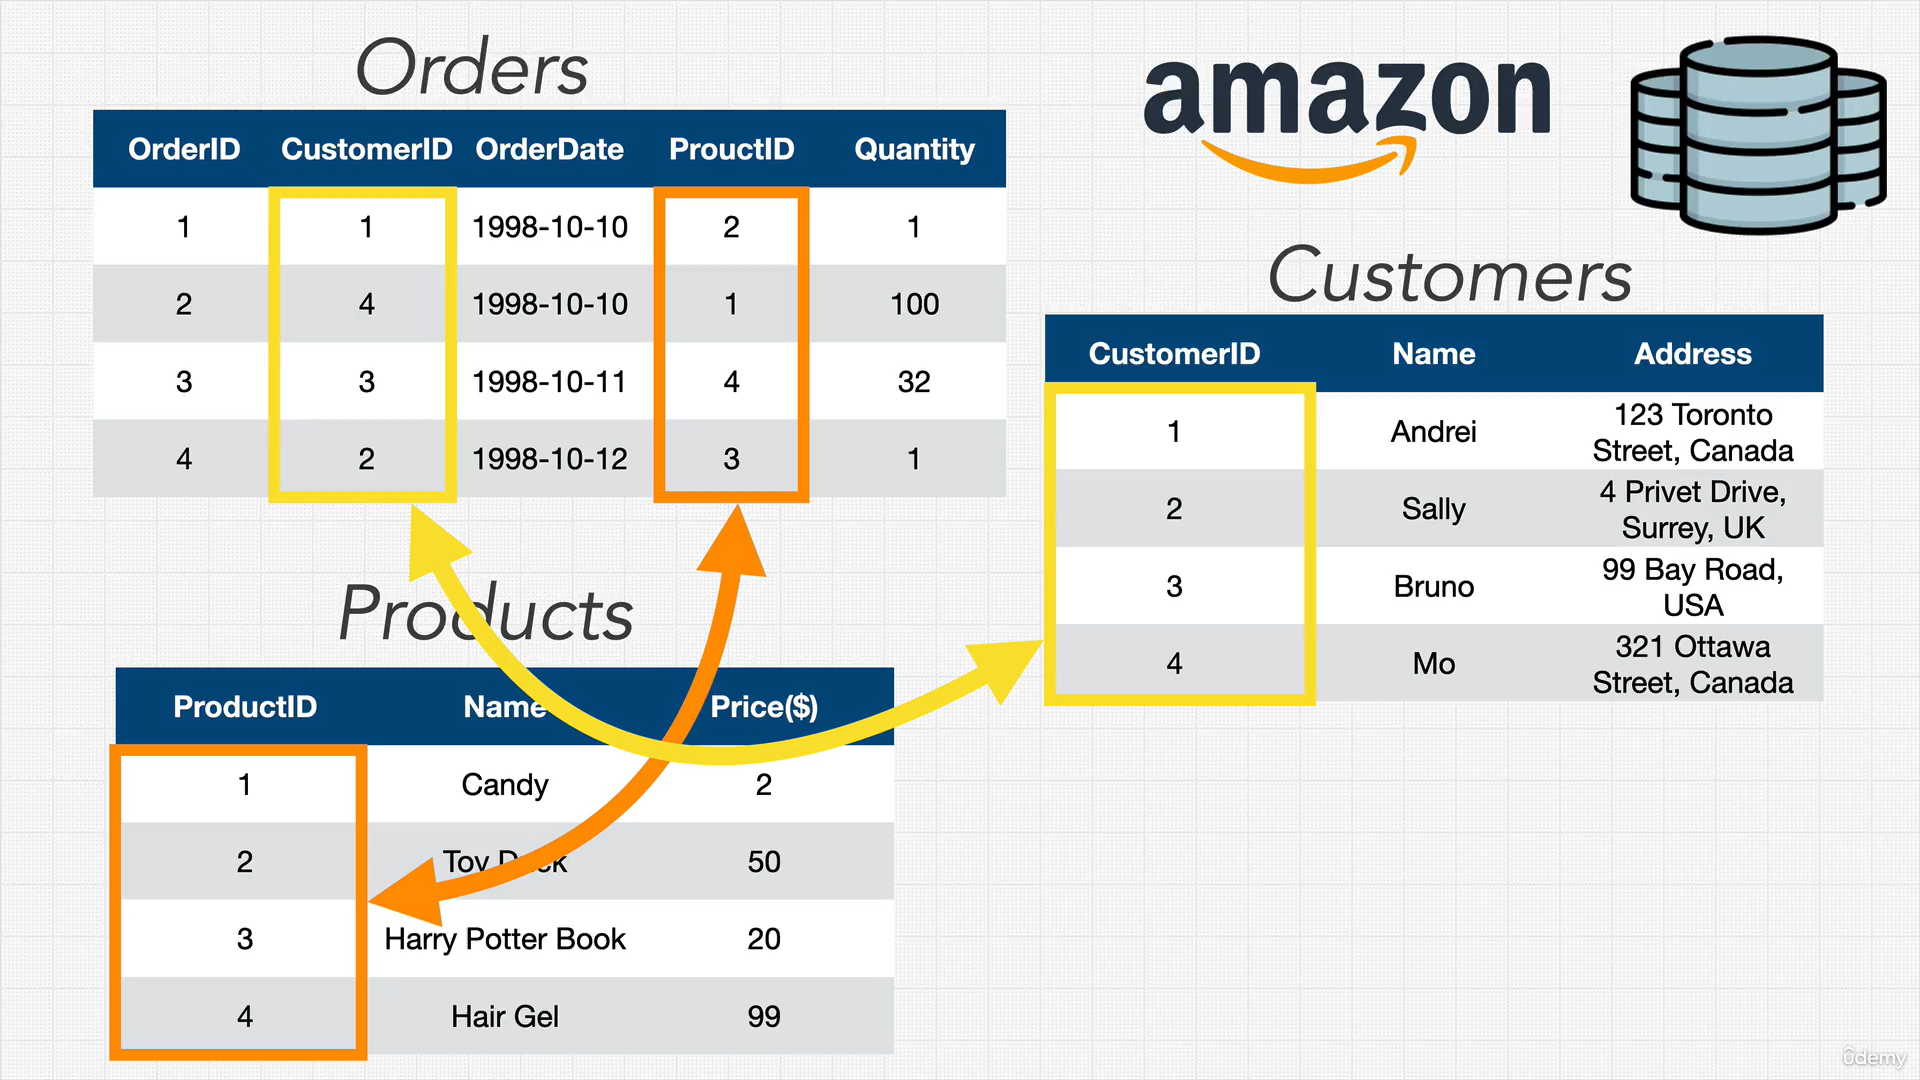 Orders
OrderID CustomerID OrderDate ProuctID Quantity
1 1 1998-10-10 2 1
2 4 1998-10-10 1 100
3 3 1998-10-11 4 32
4 2 1998-10-12 3 1
amazon
Customers
CustomerID Name Address
1 Andrei 123 Toronto
Street, Canada
2 Sally 4 Privet Drive,
Surrey, UK
3 Bruno 99 Bay Road,
USA
4 Mo 321 Ottawa
Street, Canada
Products
ProductID Name Price($)
1 Candy 2
2 Toy Duck 50
3 Harry Potter Book 20
4 Hair Gel 99
ûdemy